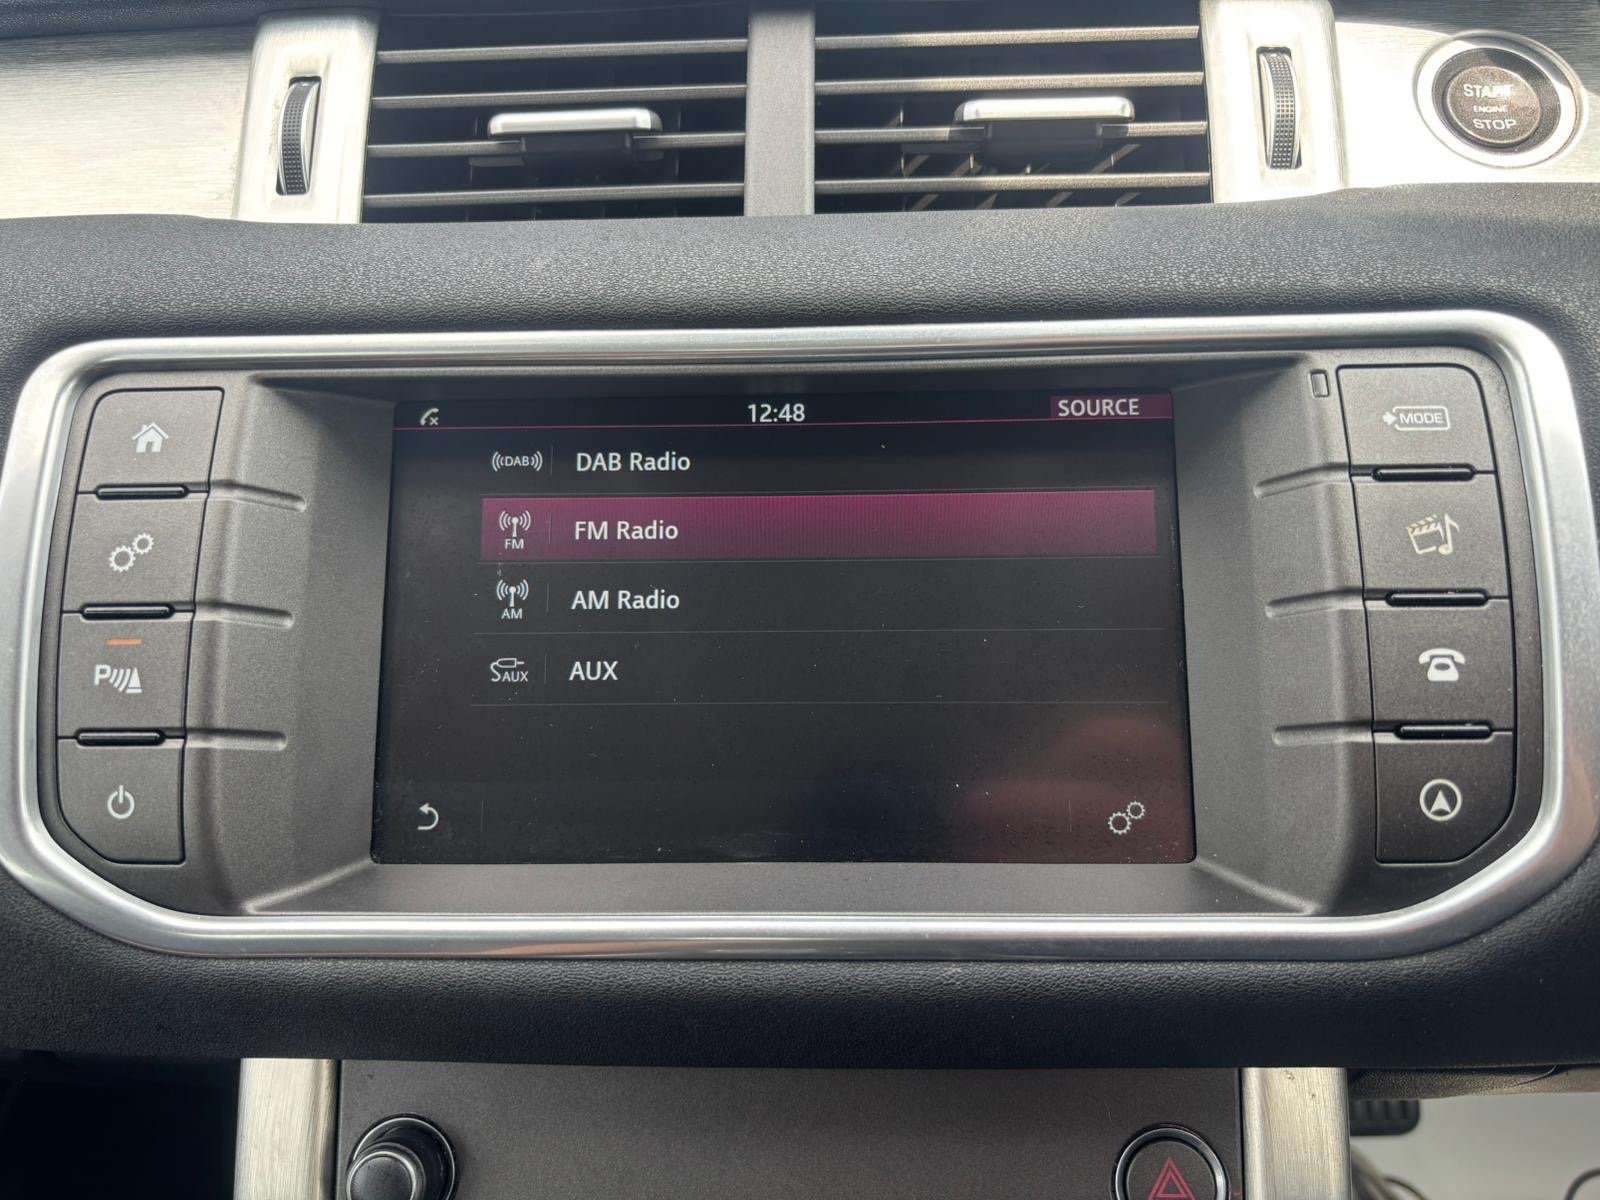 START
ENGINE
STOP
12:48
SOURCE
MODE
DAB
DAB Radio
FM
FM Radio
AM
AM Radio
AUX
AUX
P